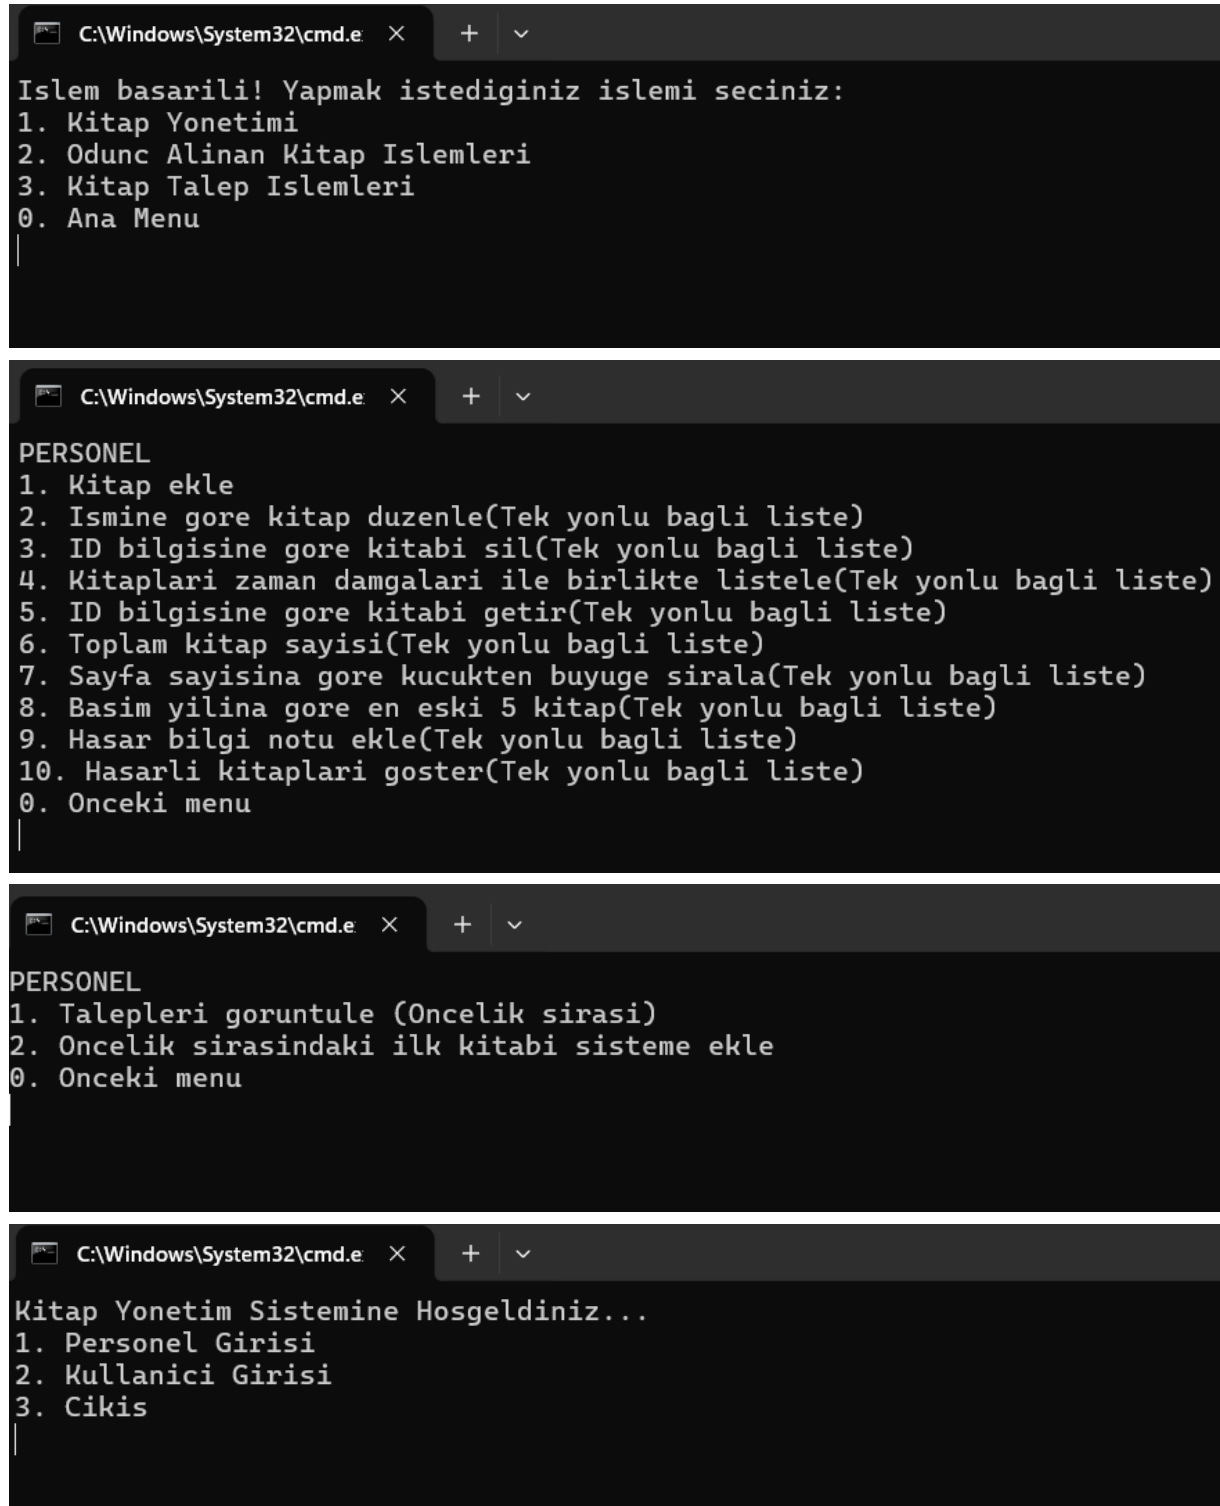 C:\Windows\System32\cmd.e
Islem basarili! Yapmak istediginiz islemi seciniz:
1. Kitap Yonetimi
2. Odunc Alinan Kitap Islemleri
3. Kitap Talep Islemleri
0. Ana Menu
C:\Windows\System32\cmd.e
PERSONEL
1. Kitap ekle
2. Ismine gore kitap duzenle(Tek yonlu bagli liste)
3. ID bilgisine gore kitabi sil(Tek yonlu bagli liste)
4. Kitaplari zaman damgalari ile birlikte listele(Tek yonlu bagli liste)
5. ID bilgisine gore kitabi getir(Tek yonlu bagli liste)
6. Toplam kitap sayisi(Tek yonlu bagli liste)
7. Sayfa sayisina gore kucukten buyuge sirala(Tek yonlu bagli liste)
8. Basim yilina gore en eski 5 kitap(Tek yonlu bagli liste)
9. Hasar bilgi notu ekle(Tek yonlu bagli liste)
10. Hasarli kitaplari goster(Tek yonlu bagli liste)
0. Onceki menu
C:\Windows\System32\cmd.e
PERSONEL
1. Talepleri goruntule (Oncelik sirasi)
2. Oncelik sirasindaki ilk kitabi sisteme ekle
0. Onceki menu
C:\Windows\System32\cmd.e
Kitap Yonetim Sistemine Hosgeldiniz...
1. Personel Girisi
2. Kullanici Girisi
3. Cikis